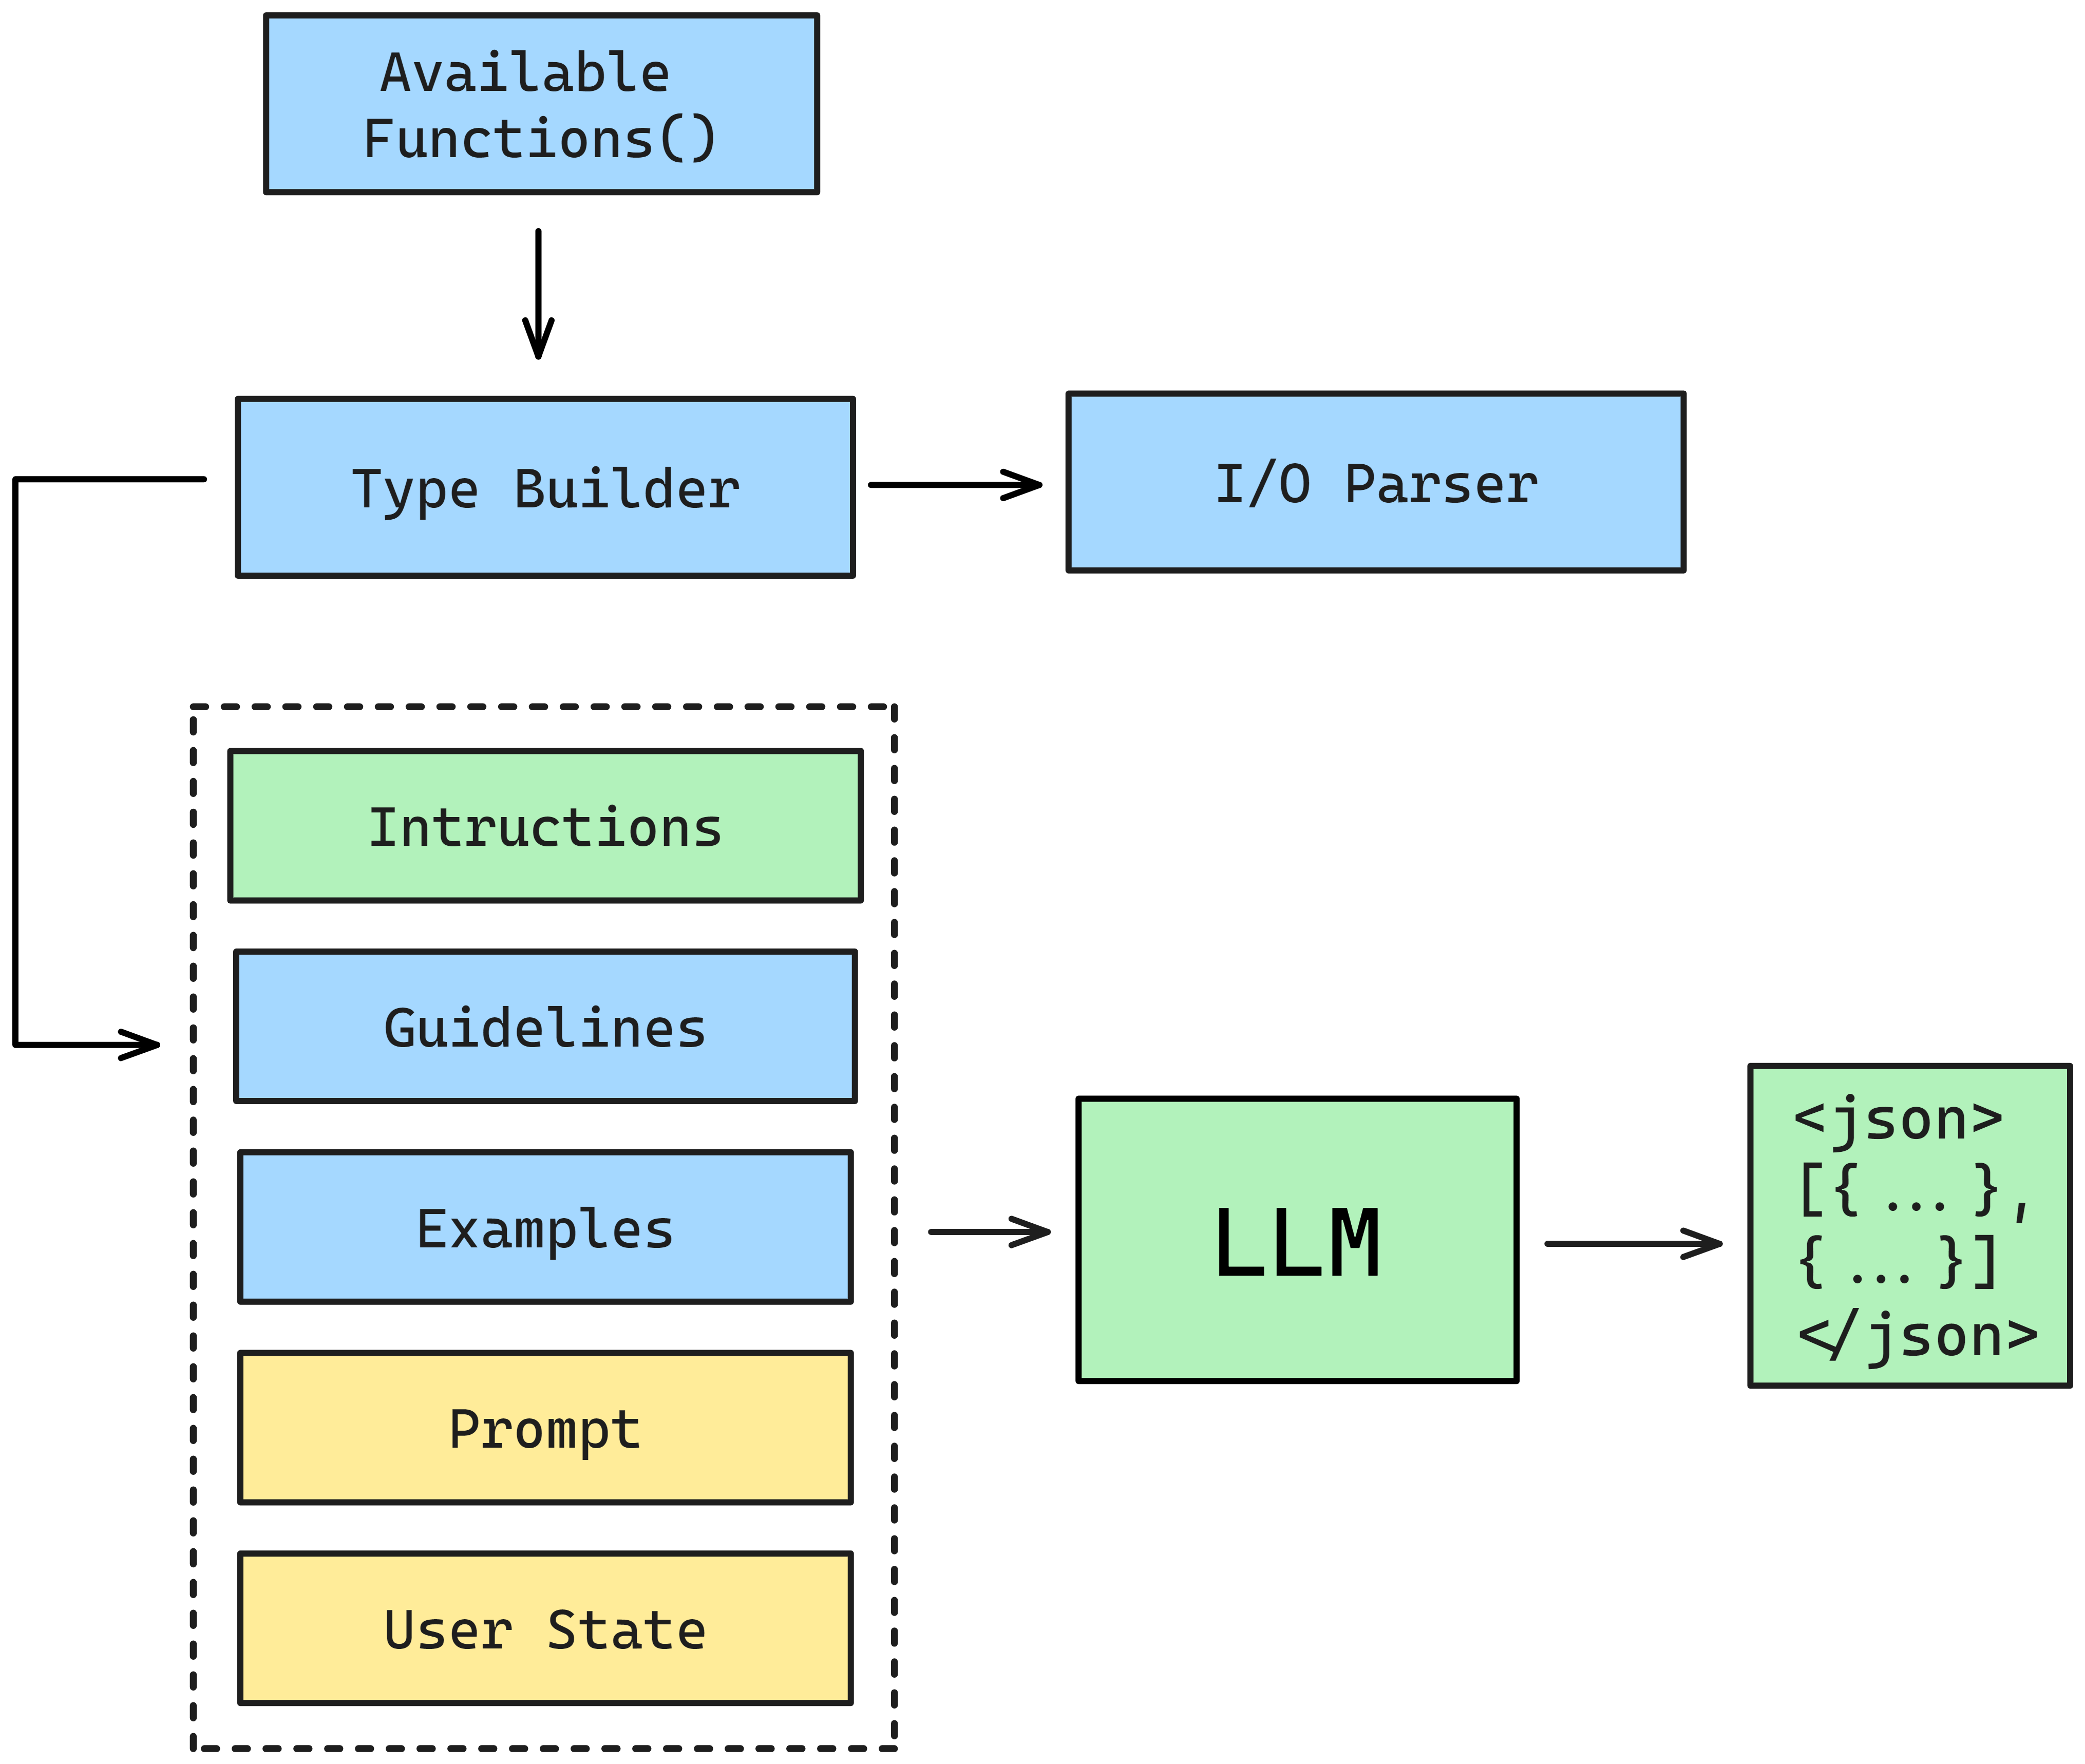 Available
Functions()
Type Builder
I/O Parser
Intructions
Guidelines
Examples
Prompt
User State
LLM
<json>
[{ ... },
{ ... }]
</json>